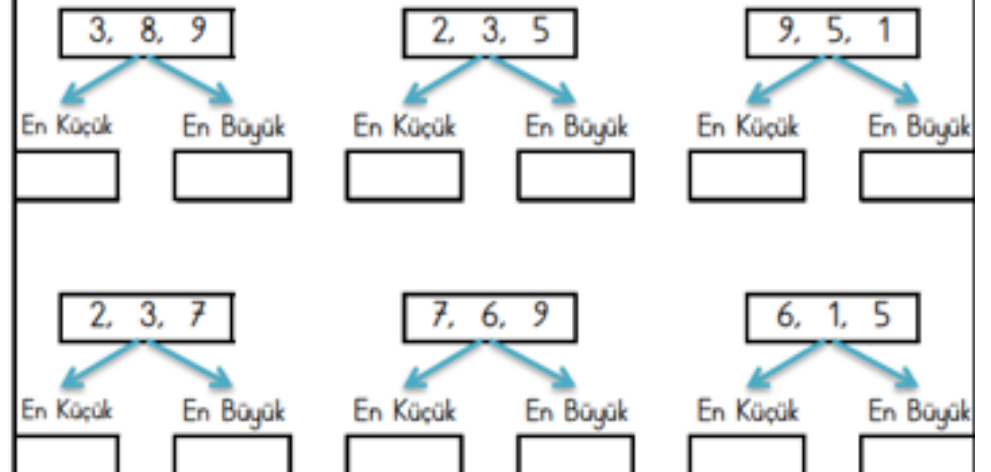 3, 8, 9
2, 3, 5
9, 5, 1
En Küçük En Büyük En Küçük En Büyük En Küçük En Büyük
2, 3, 7
7, 6, 9
6, 1, 5
En Küçük En Büyük En Küçük En Büyük En Küçük En Büyük